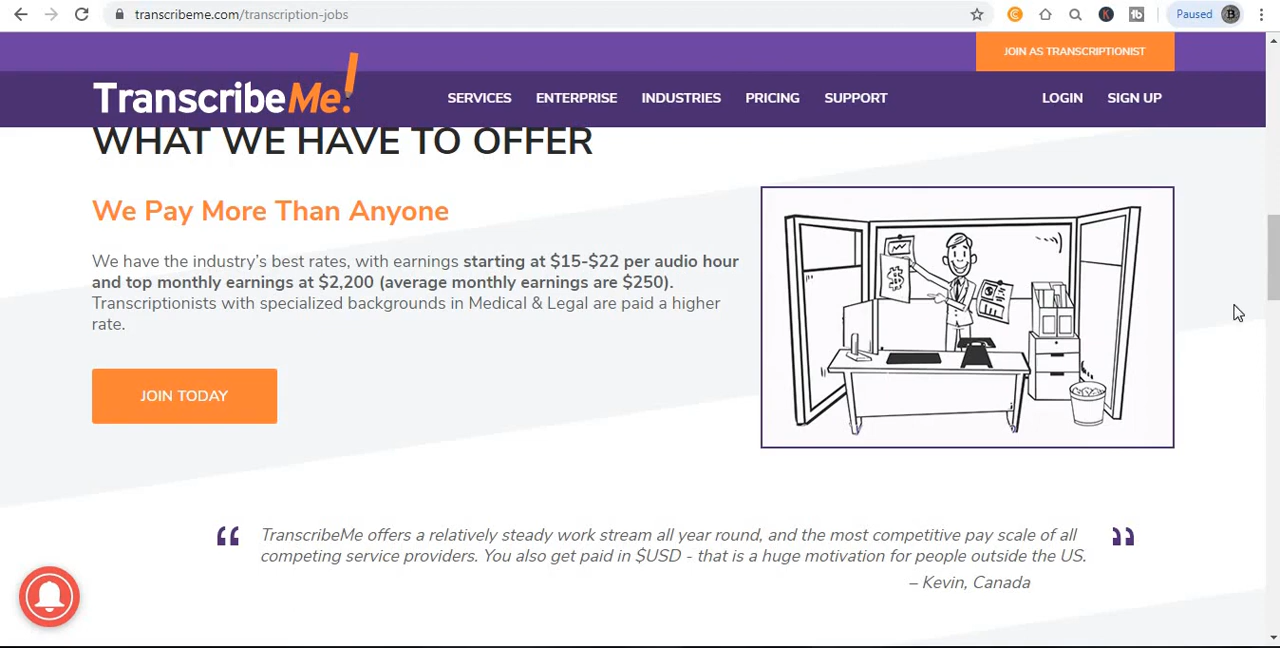 transcribeme.com/transcription-jobs
Paused
JOIN AS TRANSCRIPTIONIST
TranscribeMe!
SERVICES ENTERPRISE INDUSTRIES PRICING SUPPORT LOGIN SIGN UP
WHAT WE HAVE TO OFFER
We Pay More Than Anyone
We have the industry's best rates, with earnings starting at $15-$22 per audio hour
and top monthly earnings at $2,200 (average monthly earnings are $250).
Transcriptionists with specialized backgrounds in Medical & Legal are paid a higher
rate.
$
JOIN TODAY
“ TranscribeMe offers a relatively steady work stream all year round, and the most competitive pay scale of all ”
competing service providers. You also get paid in $USD - that is a huge motivation for people outside the US.
– Kevin, Canada